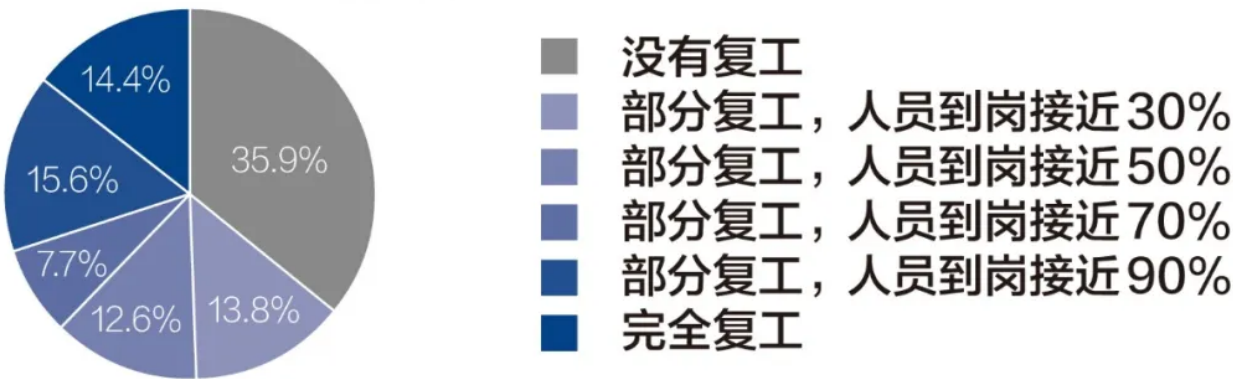 14.4%
35.9%
15.6%
7.7%
12.6%
13.8%
没有复工
部分复工，人员到岗接近30%
部分复工，人员到岗接近50%
部分复工，人员到岗接近70%
部分复工，人员到岗接近90%
完全复工